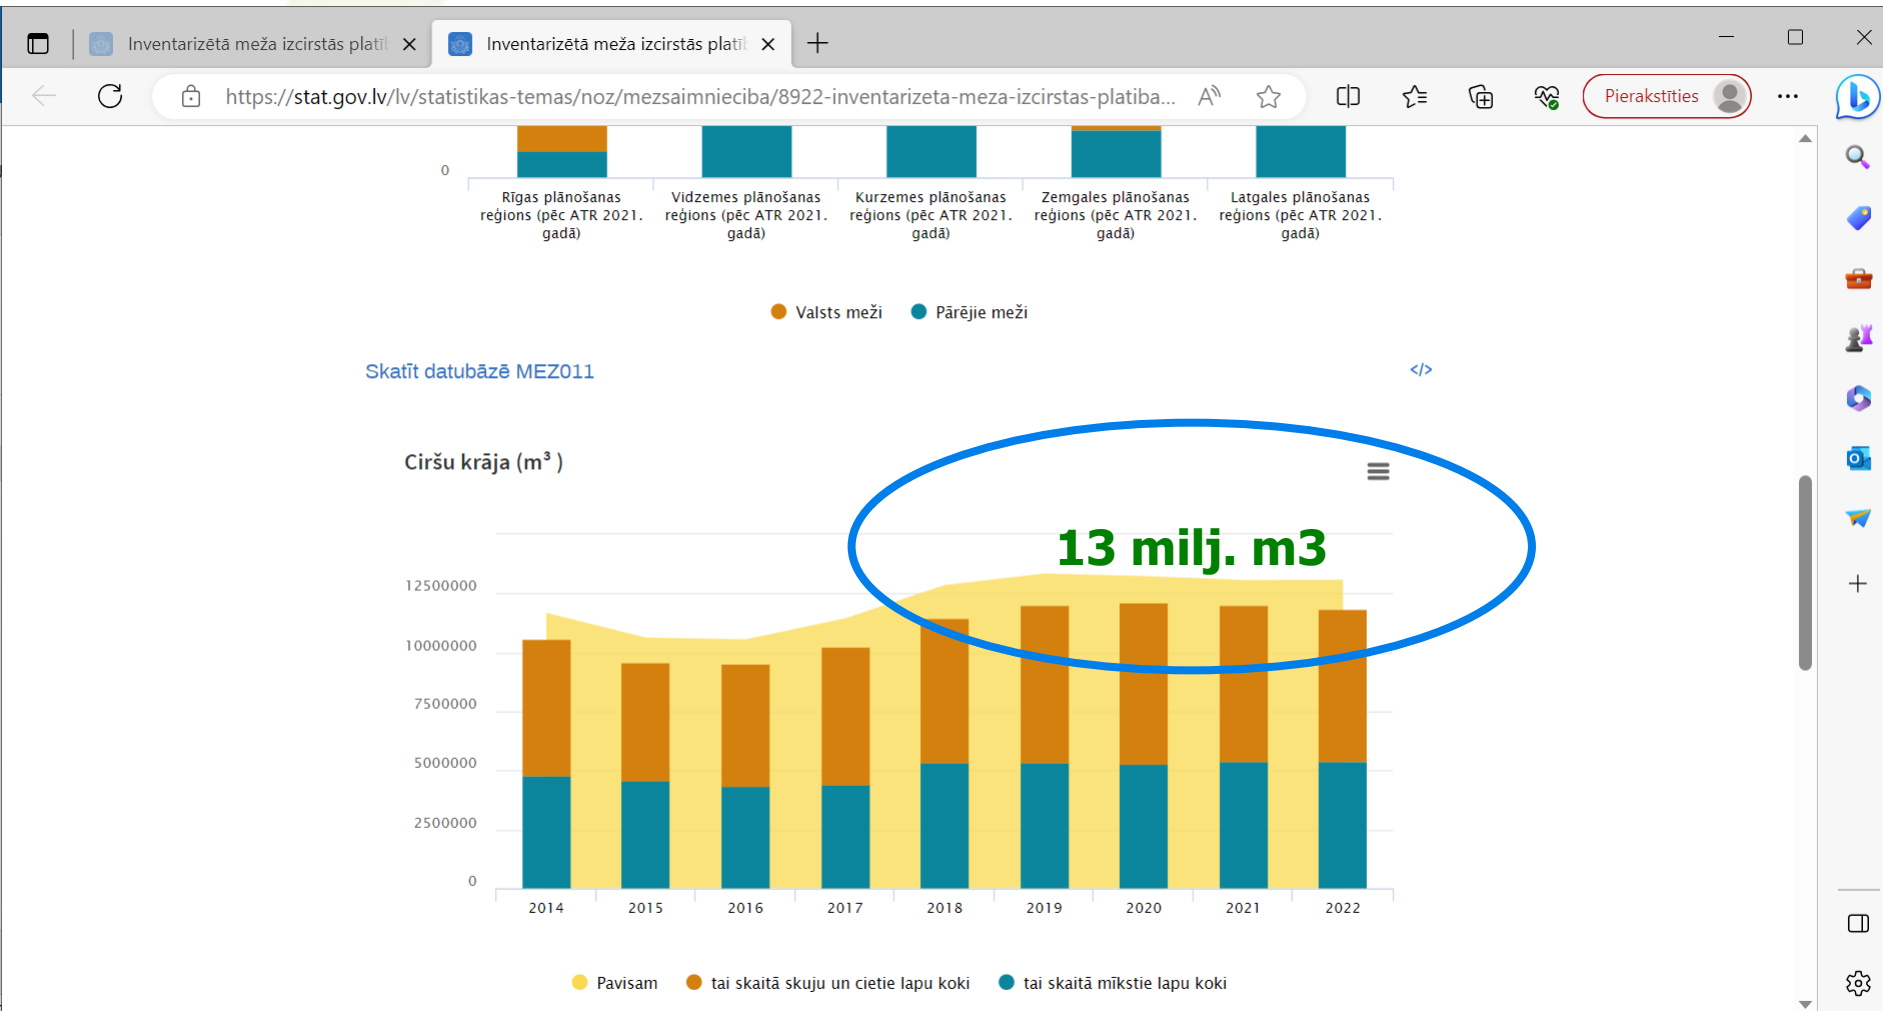 Inventarizētā meža izcirstās platīb
Inventarizētā meža izcirstās platīb
https://stat.gov.lv/lv/statistikas-temas/noz/mezsaimnieciba/8922-inventarizeta-meza-izcirstas-platiba...
Pierakstīties
0
Rīgas plānošanas reģions (pēc ATR 2021. gadā)
Vidzemes plānošanas reģions (pēc ATR 2021. gadā)
Kurzemes plānošanas reģions (pēc ATR 2021. gadā)
Zemgales plānošanas reģions (pēc ATR 2021. gadā)
Latgales plānošanas reģions (pēc ATR 2021. gadā)
Valsts meži Pārējie meži
Skatīt datubāzē MEZ011
</>
Ciršu krāja (m³ )
13 milj. m3
12500000
10000000
7500000
5000000
2500000
0
2014 2015 2016 2017 2018 2019 2020 2021 2022
Pavisam tai skaitā skuju un cietie lapu koki tai skaitā mīkstie lapu koki